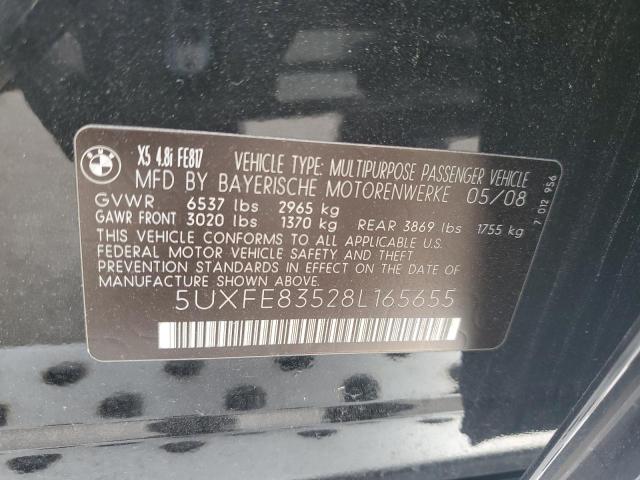 BMW
X5 4.8i FE817
VEHICLE TYPE: MULTIPURPOSE PASSENGER VEHICLE
MFD BY BAYERISCHE MOTORENWERKE 05/08
GVWR 6537 lbs 2965 kg
GAWR FRONT 3020 lbs 1370 kg REAR 3869 lbs 1755 kg
THIS VEHICLE CONFORMS TO ALL APPLICABLE U.S.
FEDERAL MOTOR VEHICLE SAFETY AND THEFT
PREVENTION STANDARDS IN EFFECT ON THE DATE OF
MANUFACTURE SHOWN ABOVE.
5UXFE83528L165655
7 012 956